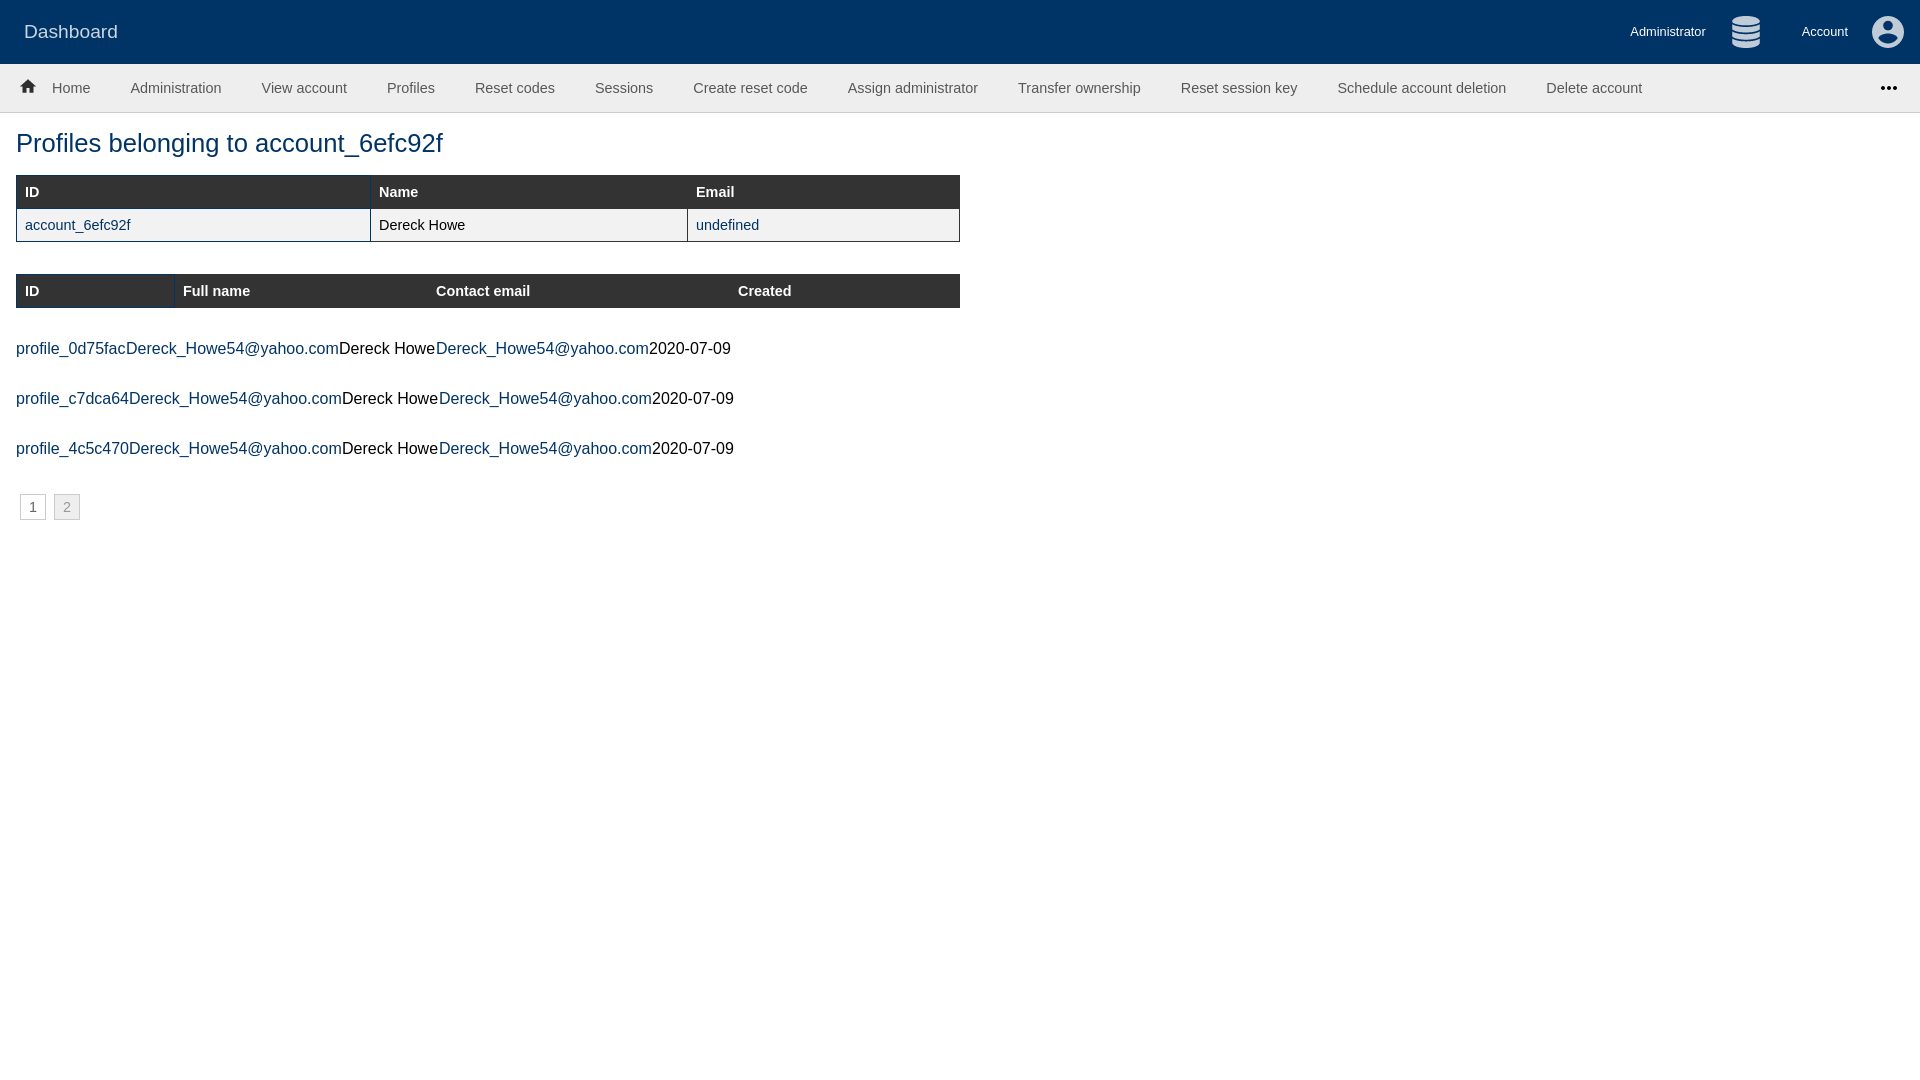 Dashboard Administrator Account
Home Administration View account Profiles Reset codes Sessions Create reset code Assign administrator Transfer ownership Reset session key Schedule account deletion Delete account
Profiles belonging to account_6efc92f
ID Name Email
account_6efc92f Dereck Howe undefined
ID Full name Contact email Created
profile_0d75facDereck_Howe54@yahoo.comDereck HoweDereck_Howe54@yahoo.com2020-07-09
profile_c7dca64Dereck_Howe54@yahoo.comDereck HoweDereck_Howe54@yahoo.com2020-07-09
profile_4c5c470Dereck_Howe54@yahoo.comDereck HoweDereck_Howe54@yahoo.com2020-07-09
1 2